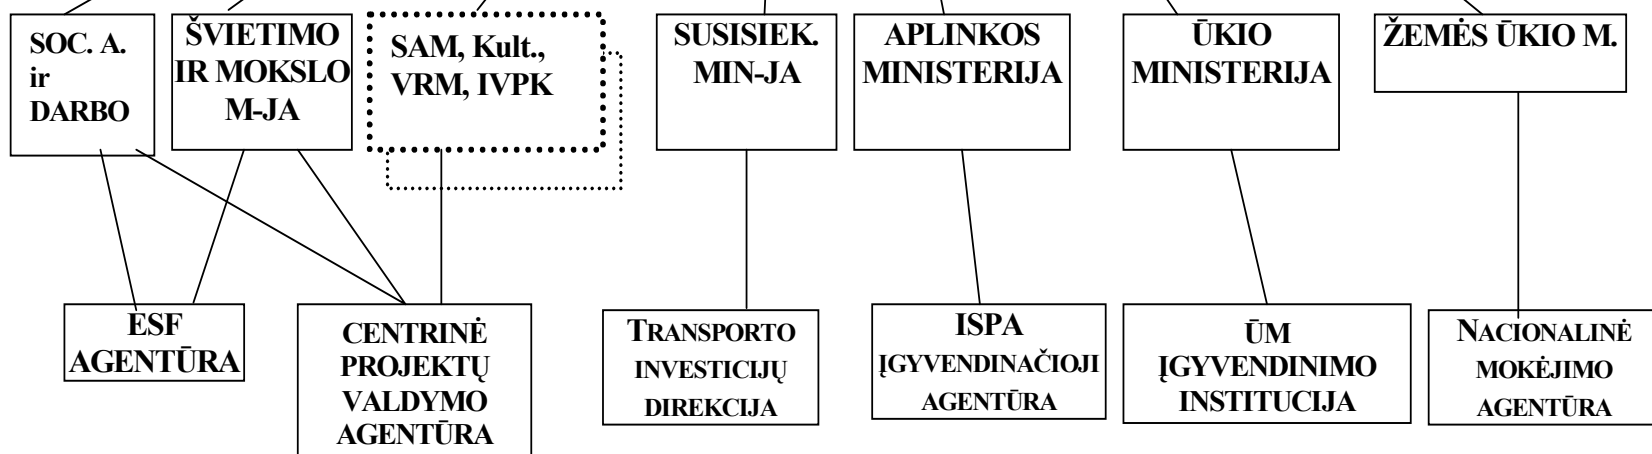 SOC. A.
ir
DARBO
ŠVIETIMO
IR MOKSLO
M-JA
SAM, Kult.,
VRM, IVPK
SUSISIEK.
MIN-JA
APLINKOS
MINISTERIJA
ŪKIO
MINISTERIJA
ŽEMĖS ŪKIO M.
ESF
AGENTŪRA
CENTRINĖ
PROJEKTŲ
VALDYMO
AGENTŪRA
TRANSPORTO
INVESTICIJŲ
DIREKCIJA
ISPA
ĮGYVENDINAČIOJI
AGENTŪRA
ŪM
ĮGYVENDINIMO
INSTITUCIJA
NACIONALINĖ
MOKĖJIMO
AGENTŪRA